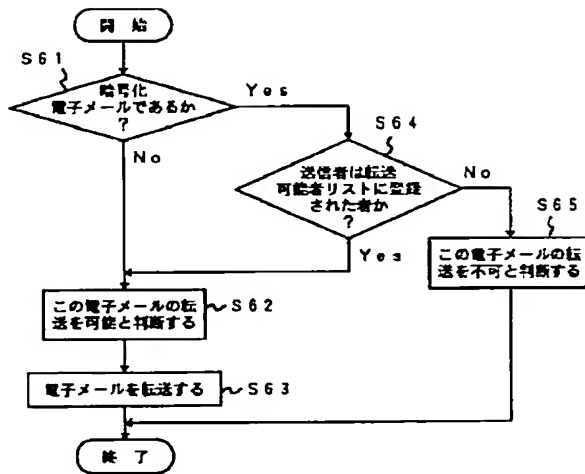 開 始
S61
暗号化
電子メールであるか
?
Yes
No
S64
送信者は転送
可能者リストに登録
された者か
?
No
Yes
S65
この電子メールの転
送を不可と判断する
この電子メールの転
送を可能と判断する
S62
電子メールを転送する
S63
終 了